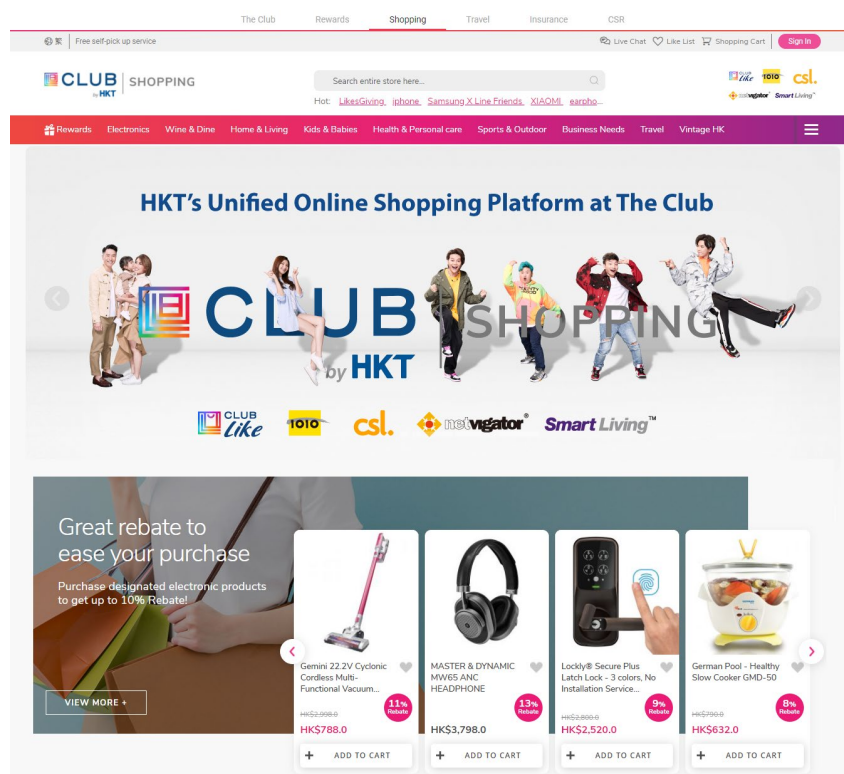 The Club Rewards Shopping Travel Insurance CSR
繁 Free self-pick up service Live Chat Like List Shopping Cart Sign In
CLUB SHOPPING
by HKT
Search entire store here...
Hot: LikesGiving iphone Samsung X Line Friends XIAOMI earpho...
CLUB Like 1O1O csl.
netvigator Smart Living™
Rewards Electronics Wine & Dine Home & Living Kids & Babies Health & Personal care Sports & Outdoor Business Needs Travel Vintage HK
HKT's Unified Online Shopping Platform at The Club
CLUB SHOPPING
by HKT
CLUB Like 1O1O csl. netvigator® Smart Living™
Great rebate to
ease your purchase
Purchase designated electronic products
to get up to 10% Rebate!
VIEW MORE +
Gemini 22.2V Cyclonic
Cordless Multi-
Functional Vacuum...
11%
Rebate
HK$2,998.0
HK$788.0
+ ADD TO CART
MASTER & DYNAMIC
MW65 ANC
HEADPHONE
13%
Rebate
HK$3,798.0
+ ADD TO CART
Lockly® Secure Plus
Latch Lock - 3 colors, No
Installation Service...
9%
Rebate
HK$2,800.0
HK$2,520.0
+ ADD TO CART
German Pool - Healthy
Slow Cooker GMD-50
8%
Rebate
HK$790.0
HK$632.0
+ ADD TO CART